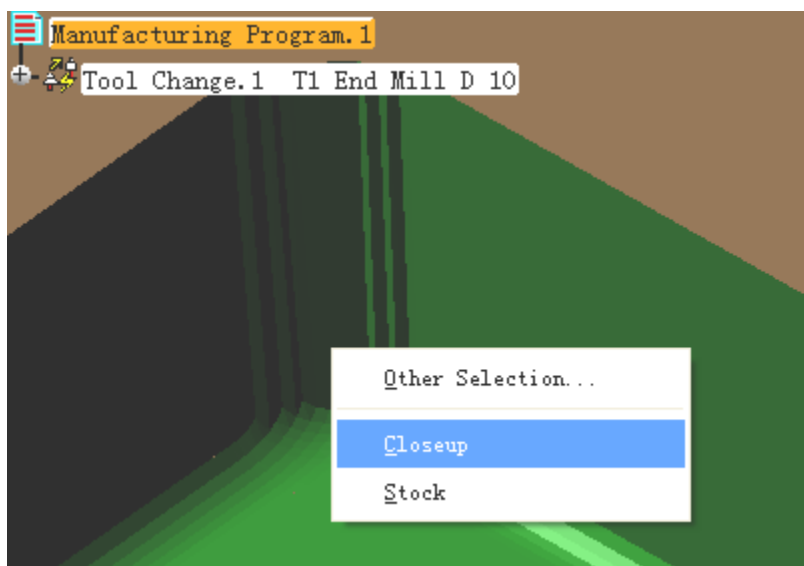 Manufacturing Program.1
Tool Change.1 T1 End Mill D 10
Other Selection...
Closeup
Stock